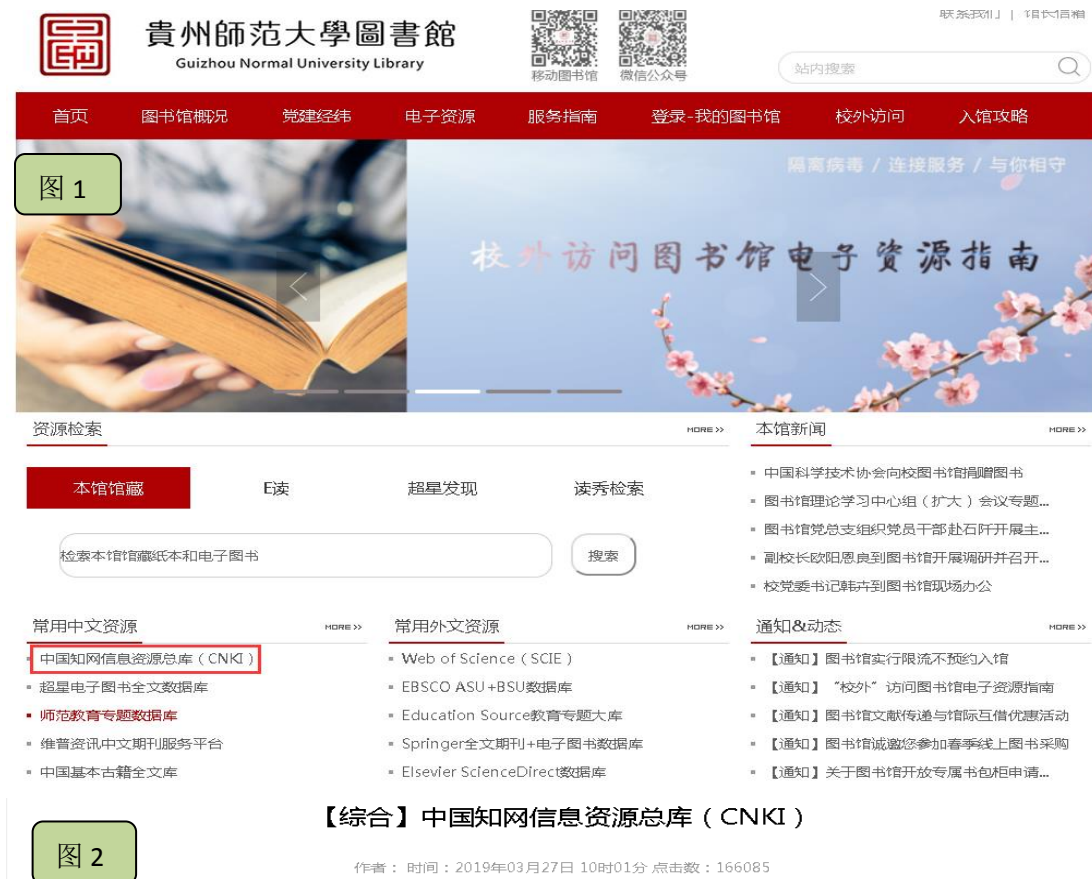 联系我们 | 馆长信箱
貴州師范大學圖書館
Guizhou Normal University Library
移动图书馆
微信公众号
站内搜索
首页
图书馆概况
党建经纬
电子资源
服务指南
登录-我的图书馆
校外访问
入馆攻略
图 1
隔离病毒 / 连接服务 / 与你相守
校外访问图书馆电子资源指南
资源检索
MORE >>
本馆馆藏
E读
超星发现
读秀检索
检索本馆馆藏纸本和电子图书
搜索
本馆新闻
MORE >>
中国科学技术协会向校图书馆捐赠图书
图书馆理论学习中心组（扩大）会议专题...
图书馆党总支组织党员干部赴石阡开展主...
副校长欧阳恩良到图书馆开展调研并召开...
校党委书记韩卉到图书馆现场办公
常用中文资源
MORE >>
中国知网信息资源总库（CNKI）
超星电子图书全文数据库
师范教育专题数据库
维普资讯中文期刊服务平台
中国基本古籍全文库
常用外文资源
MORE >>
Web of Science（SCIE）
EBSCO ASU+BSU数据库
Education Source教育专题大库
Springer全文期刊+电子图书数据库
Elsevier ScienceDirect数据库
通知&动态
MORE >>
【通知】图书馆实行限流不预约入馆
【通知】“校外”访问图书馆电子资源指南
【通知】图书馆文献传递与馆际互借优惠活动
【通知】图书馆诚邀您参加春季线上图书采购
【通知】关于图书馆开放专属书包柜申请...
【综合】中国知网信息资源总库（CNKI）
图 2
作者： 时间：2019年03月27日 10时01分 点击数：166085